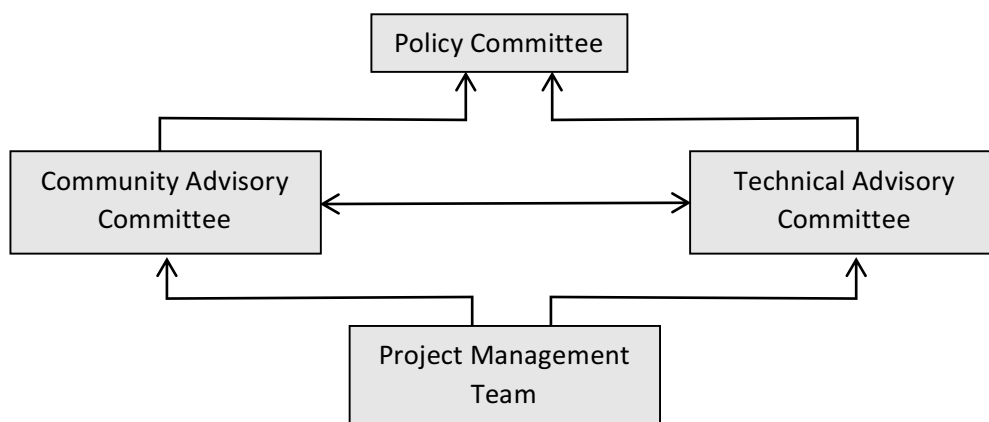 Policy Committee
Community Advisory
Committee
Technical Advisory
Committee
Project Management
Team